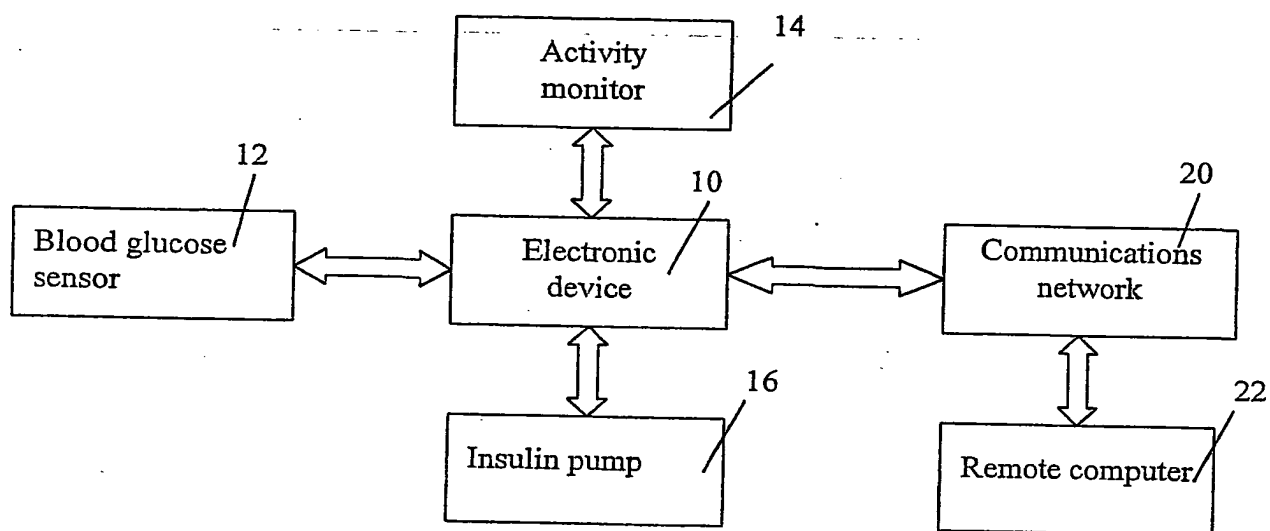 14
Activity
monitor
12
10
20
Blood glucose
sensor
Electronic
device
Communications
network
16
22
Insulin pump
Remote computer